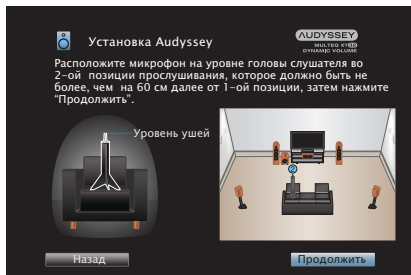 Установка Audyssey
AUDYSSEY
MULTEQ XT32
DYNAMIC VOLUME
Расположите микрофон на уровне головы слушателя во
2-ой позиции прослушивания, которое должно быть не
более, чем на 60 см далее от 1-ой позиции, затем нажмите
"Продолжить".
Уровень ушей
Назад
Продолжить